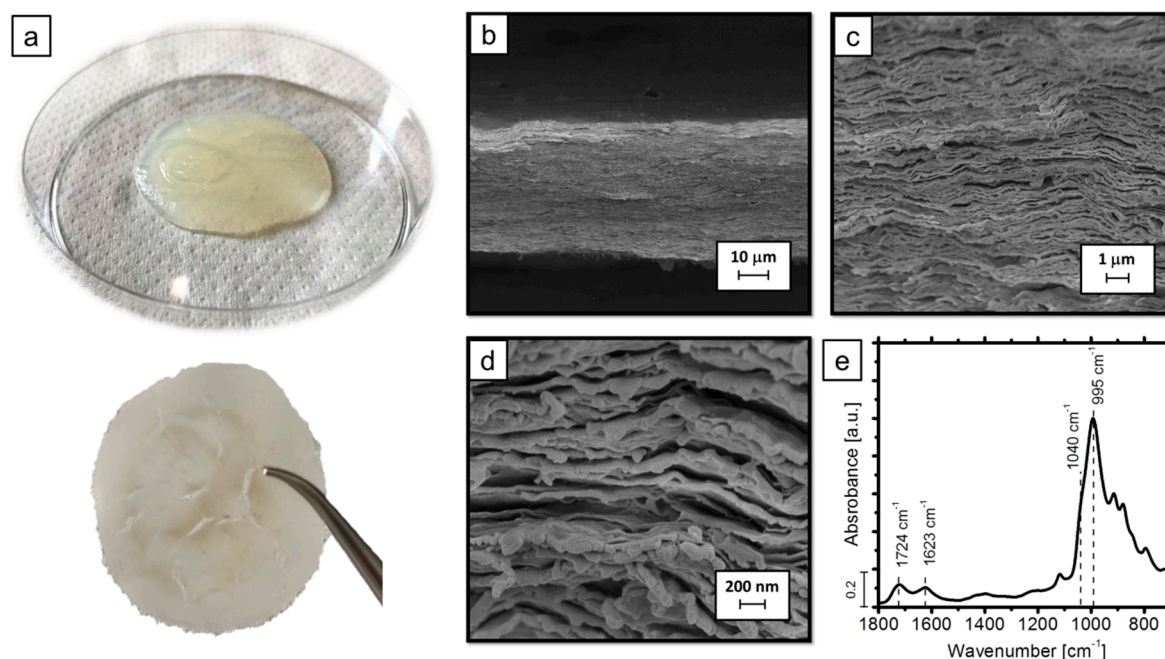 a
b
10 μm
c
1 μm
d
200 nm
e
Absrobance [a.u.]
0.2
1724 cm⁻¹
1623 cm⁻¹
1040 cm⁻¹
995 cm⁻¹
1800 1600 1400 1200 1000 800
Wavenumber [cm⁻¹]